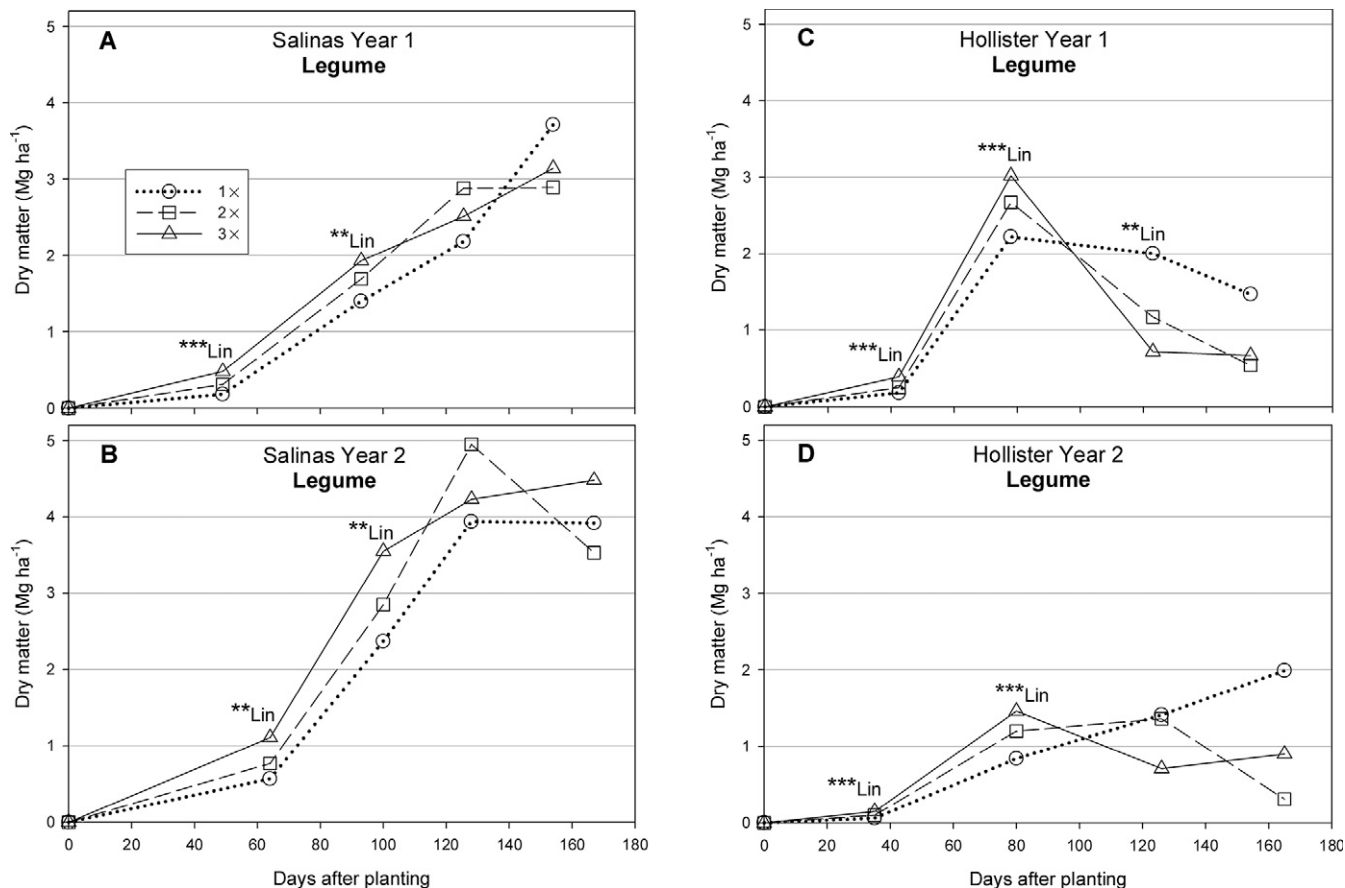 A
Salinas Year 1
Legume
5
4
3
2
1
0
Dry matter (Mg ha⁻¹)
1×
2×
3×
***Lin
**Lin
C
Hollister Year 1
Legume
5
4
3
2
1
0
Dry matter (Mg ha⁻¹)
***Lin
***Lin
**Lin
B
Salinas Year 2
Legume
5
4
3
2
1
0
Dry matter (Mg ha⁻¹)
**Lin
**Lin
0 20 40 60 80 100 120 140 160 180
Days after planting
D
Hollister Year 2
Legume
5
4
3
2
1
0
Dry matter (Mg ha⁻¹)
***Lin
***Lin
0 20 40 60 80 100 120 140 160 180
Days after planting